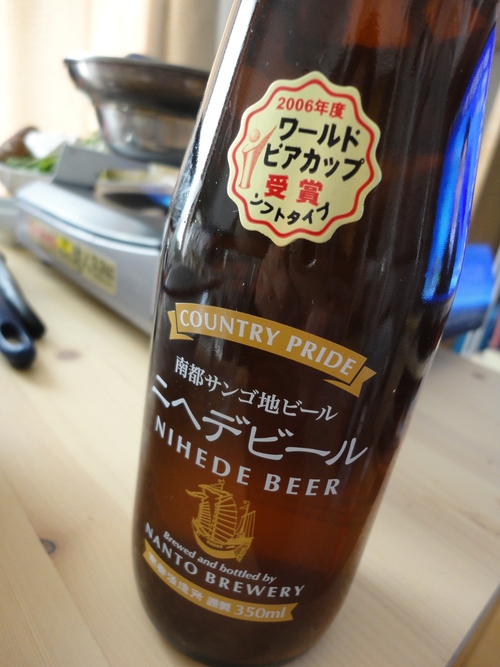 2006年度
ワールド
ビアカップ
受賞
ソフトタイプ
COUNTRY PRIDE
南都サンゴ地ビール
ニヘデビール
NIHEDE BEER
Brewed and bottled by
NANTO BREWERY
350ml